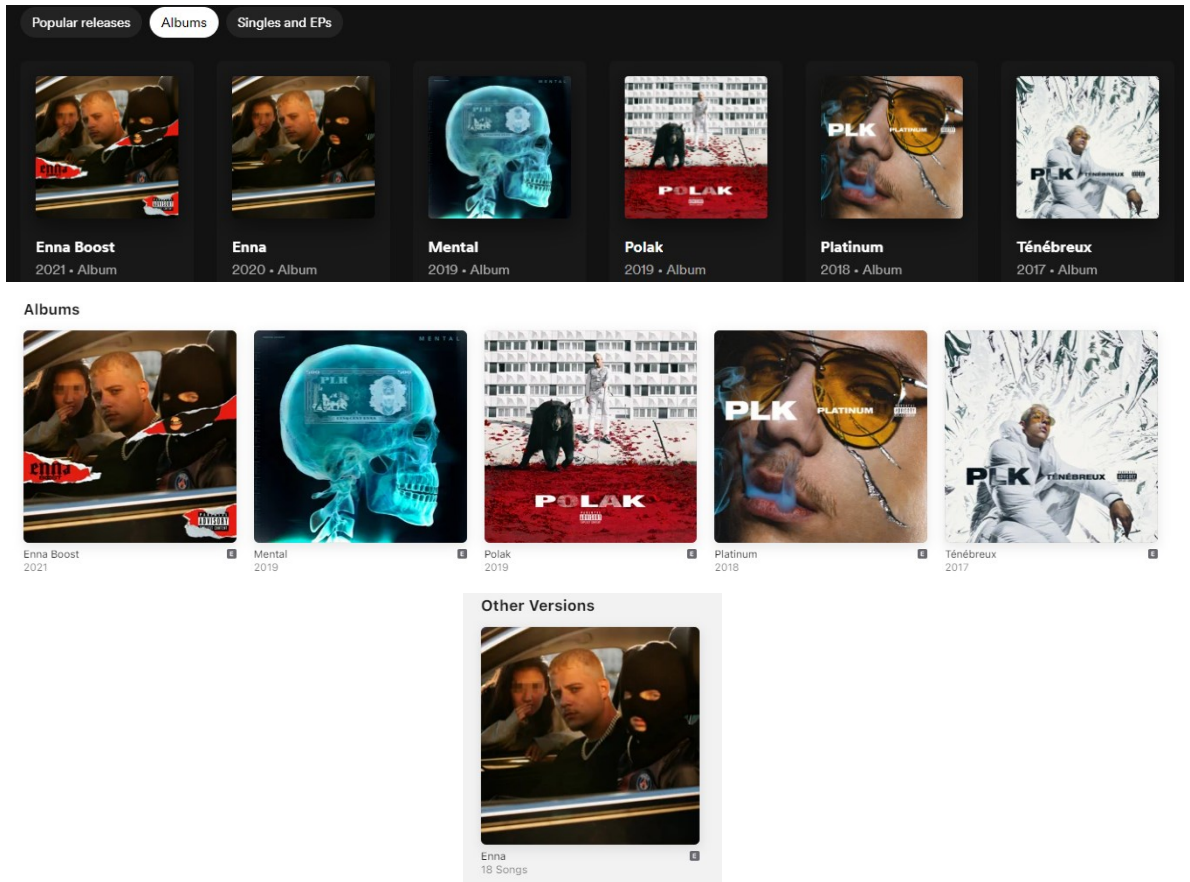 Popular releases Albums Singles and EPs
enna
MENTAL
PLK
POLAK
PLK PLATINUM
PLK TÉNÉBREUX
Enna Boost Enna Mental Polak Platinum Ténébreux
2021 • Album 2020 • Album 2019 • Album 2019 • Album 2018 • Album 2017 • Album
Albums
enna
ADVISORY
MENTAL
PLK
POLAK
PLK PLATINUM
PLK TÉNÉBREUX
Enna Boost E Mental E Polak E Platinum E Ténébreux E
2021 2019 2019 2018 2017
Other Versions
Enna E
18 Songs